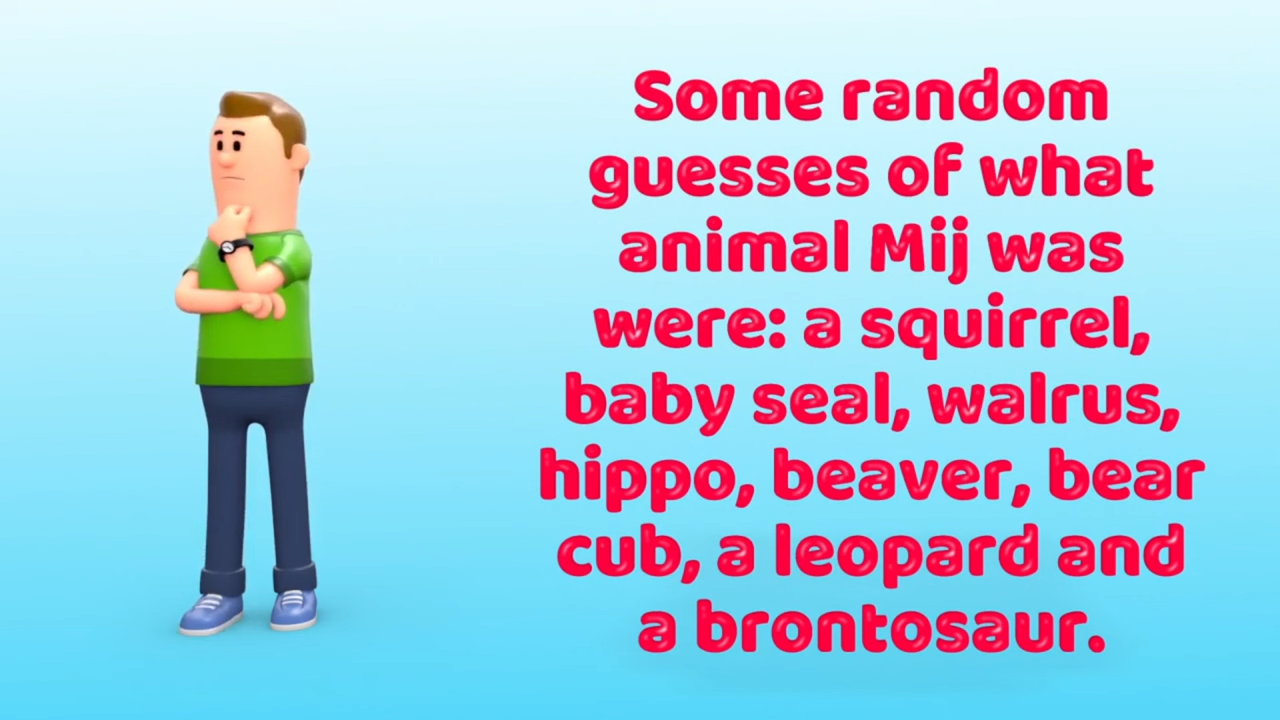 Some random
guesses of what
animal Mij was
were: a squirrel,
baby seal, walrus,
hippo, beaver, bear
cub, a leopard and
a brontosaur.